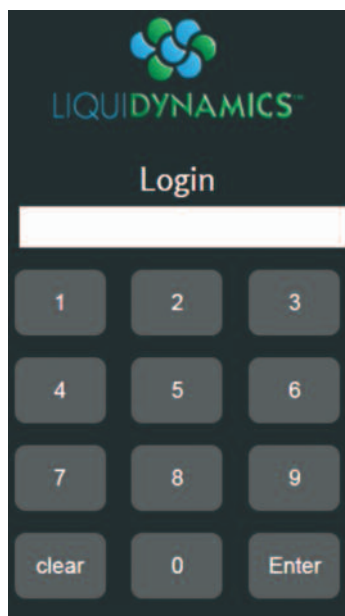 LIQUIDYNAMICS™
Login
1 2 3
4 5 6
7 8 9
clear 0 Enter